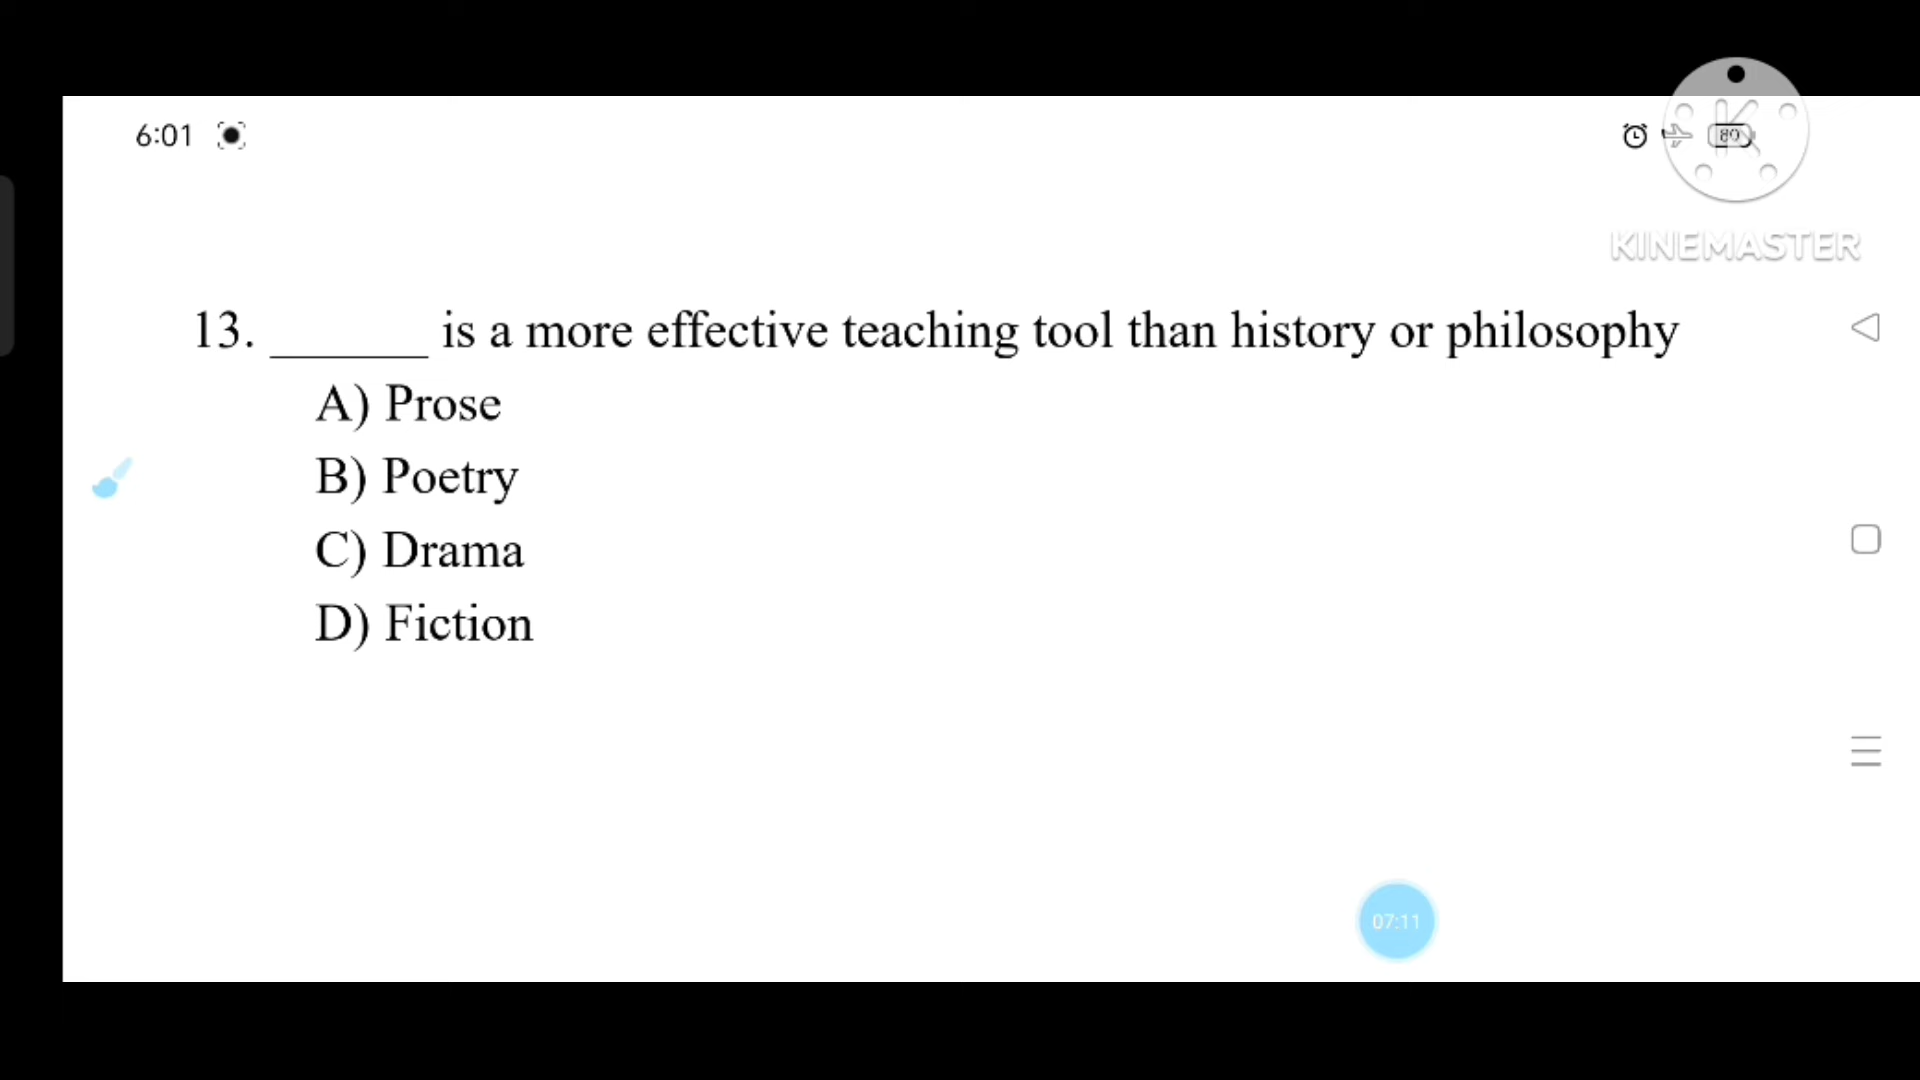 6:01
80
KINEMASTER
13. ______ is a more effective teaching tool than history or philosophy
A) Prose
B) Poetry
C) Drama
D) Fiction
07:11